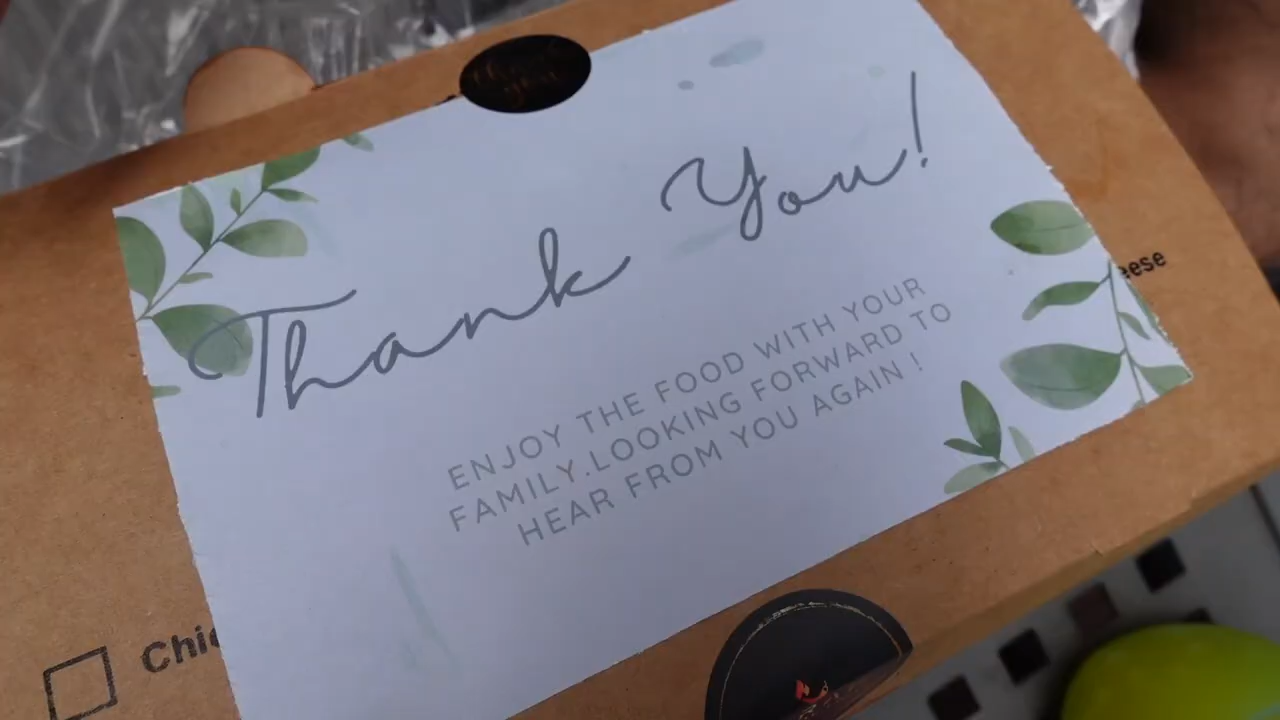 Thank You!
ENJOY THE FOOD WITH YOUR
FAMILY.LOOKING FORWARD TO
HEAR FROM YOU AGAIN !
eese
Chi